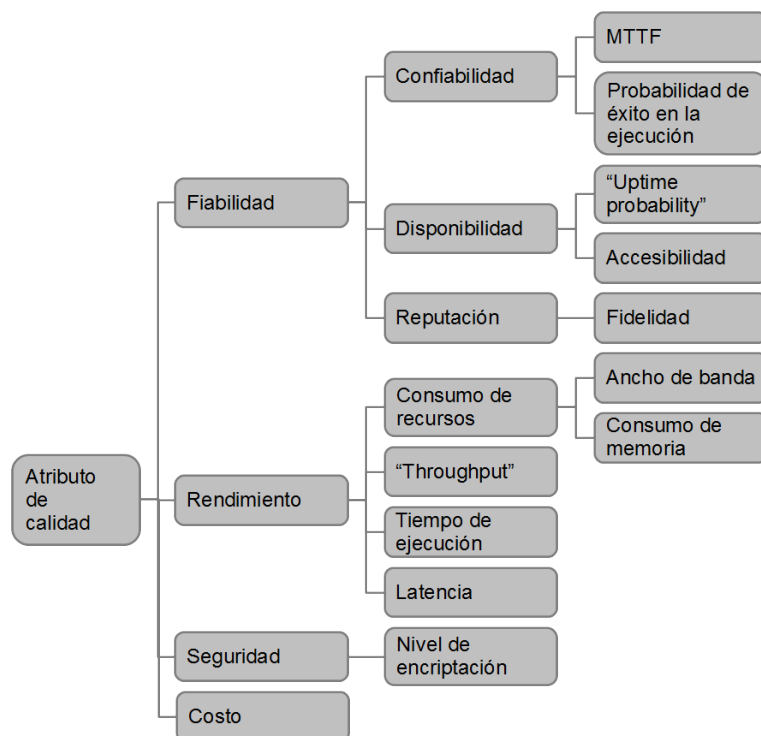 MTTF
Confiabilidad
Probabilidad de
éxito en la
ejecución
Fiabilidad
“Uptime
probability”
Disponibilidad
Accesibilidad
Reputación
Fidelidad
Ancho de banda
Consumo de
recursos
Consumo de
memoria
Atributo
de
calidad
“Throughput”
Rendimiento
Tiempo de
ejecución
Latencia
Seguridad
Nivel de
encriptación
Costo